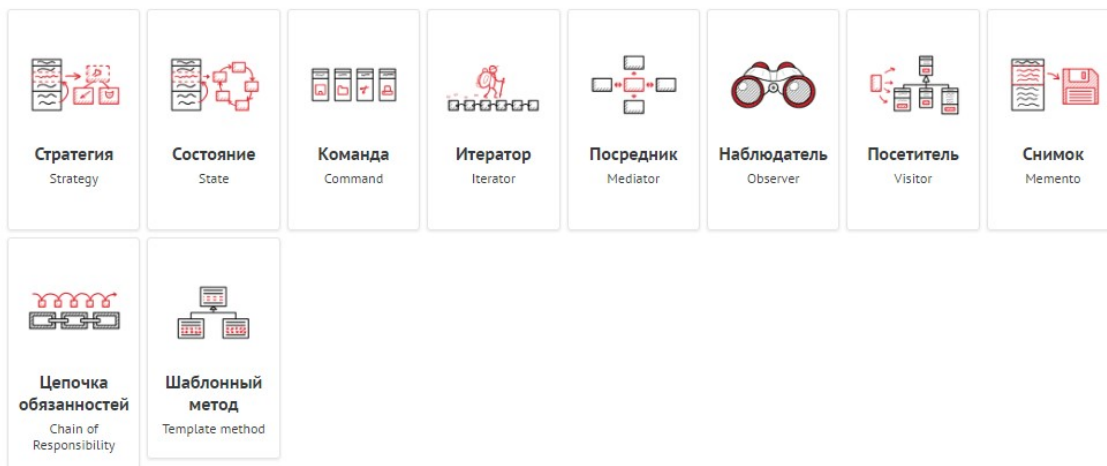 Стратегия
Strategy
Состояние
State
Команда
Command
Итератор
Iterator
Посредник
Mediator
Наблюдатель
Observer
Посетитель
Visitor
Снимок
Memento
Цепочка
обязанностей
Chain of
Responsibility
Шаблонный
метод
Template method